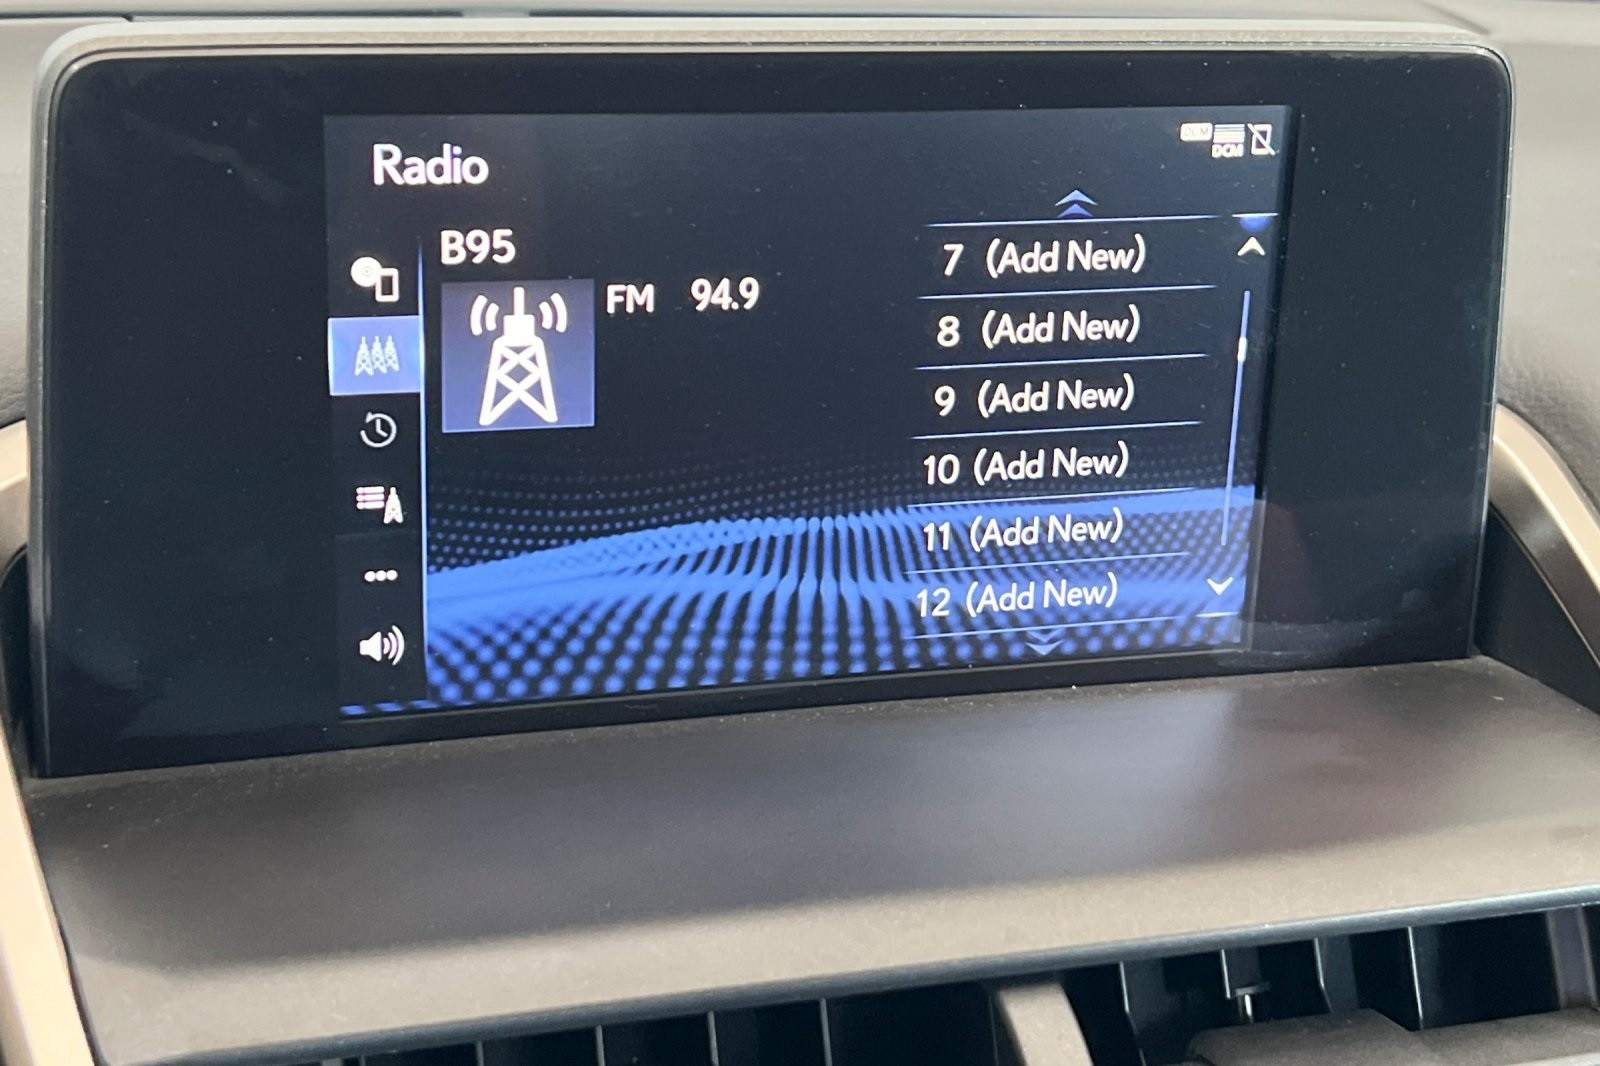 Radio
DCM
DCM
B95
FM 94.9
7 (Add New)
8 (Add New)
9 (Add New)
10 (Add New)
11 (Add New)
12 (Add New)